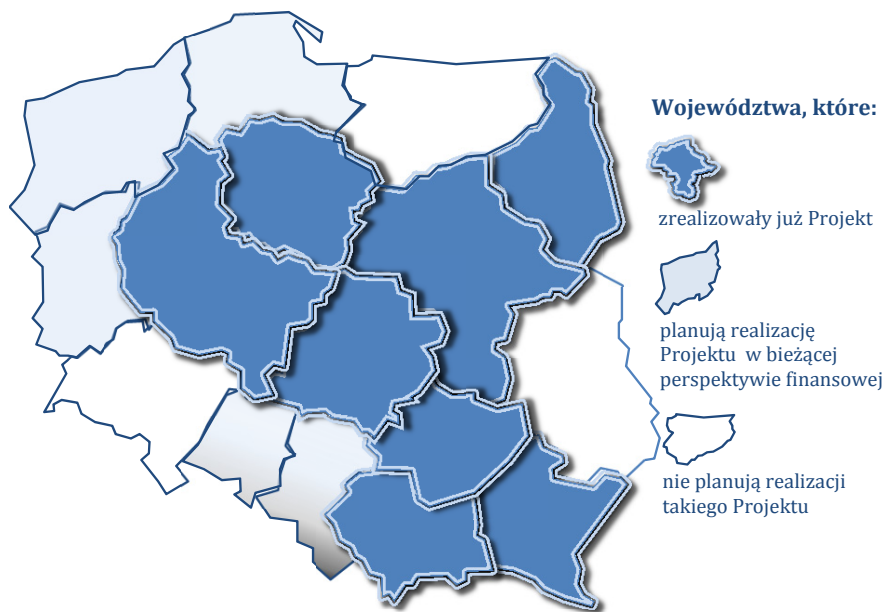 Województwa, które:
zrealizowały już Projekt
planują realizację
Projektu w bieżącej
perspektywie finansowej
nie planują realizacji
takiego Projektu